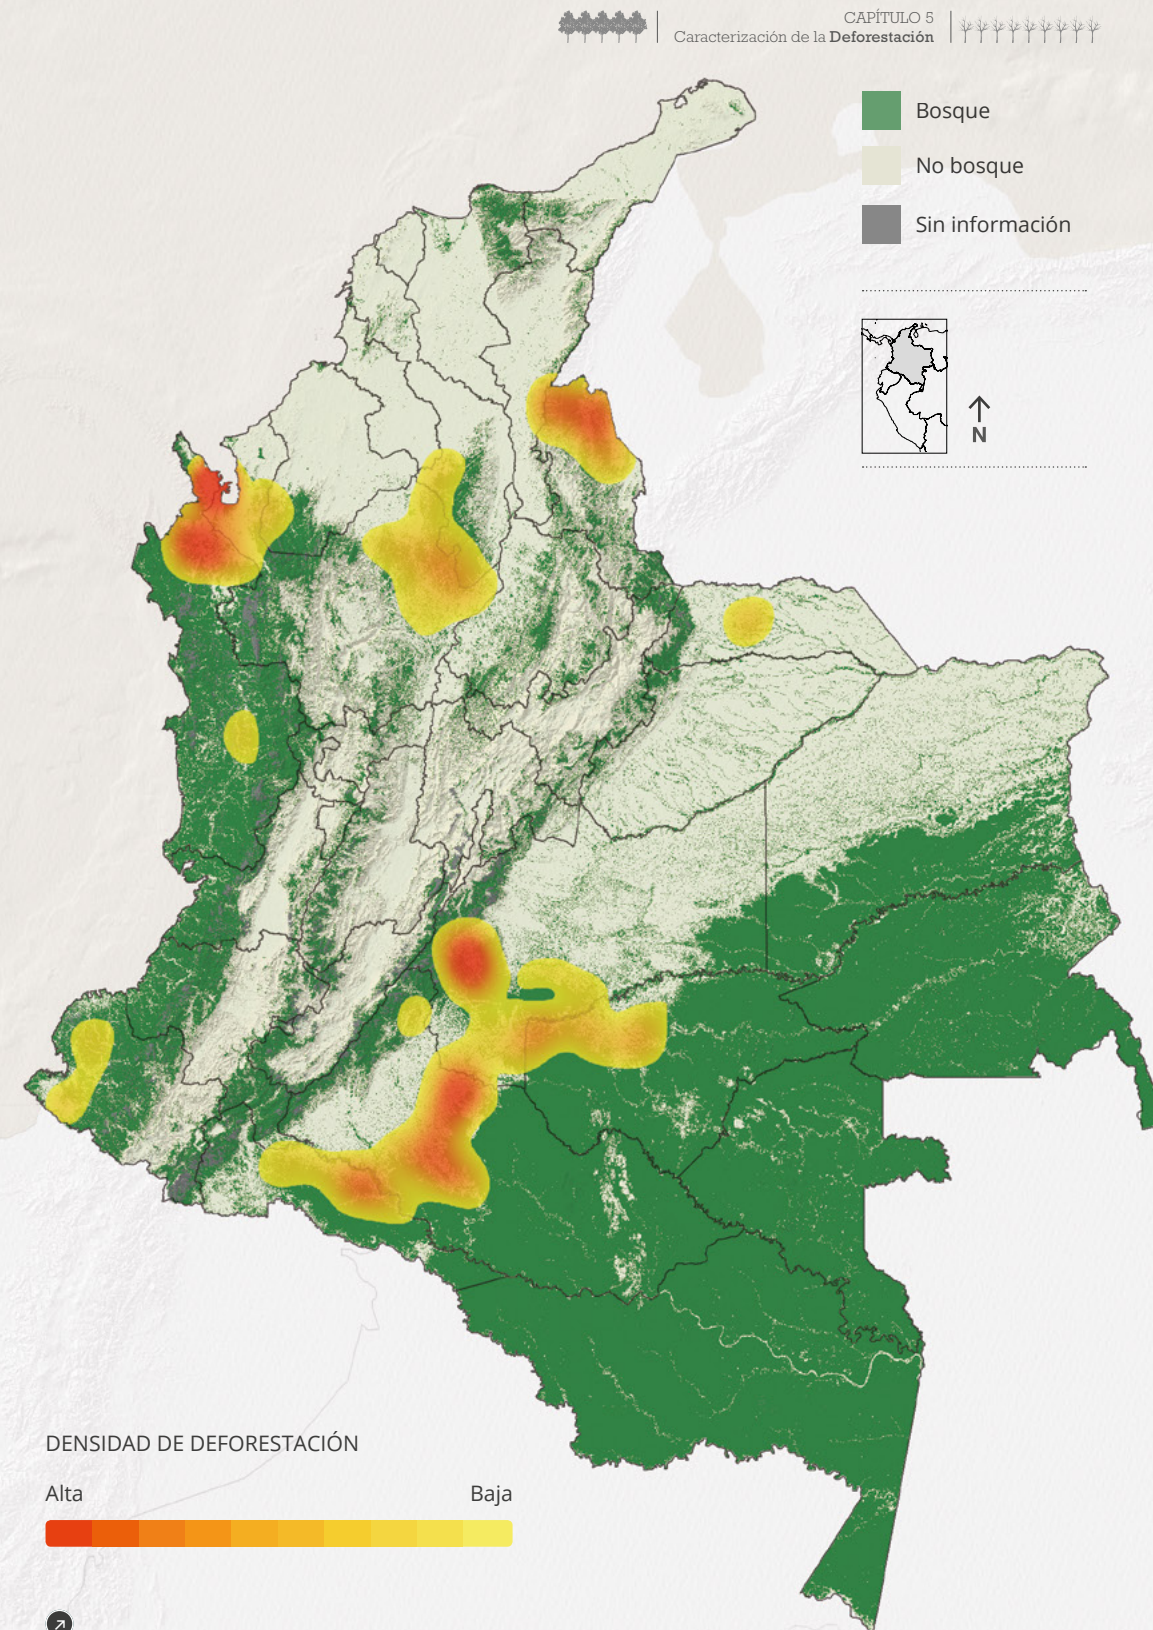 CAPÍTULO 5
Caracterización de la Deforestación
Bosque
No bosque
Sin información
N
DENSIDAD DE DEFORESTACIÓN
Alta Baja